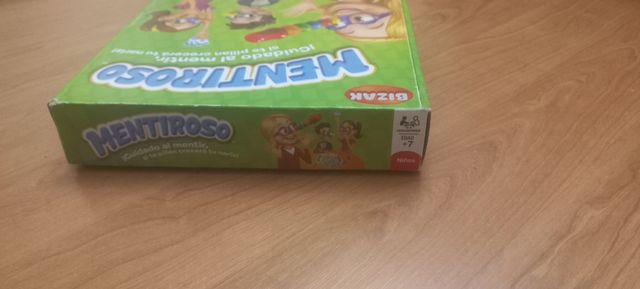 ¡Cuidado al mentir,
si te pillan crecerá tu nariz!
MENTIROSO
BIZAK
MENTIROSO
¡Cuidado al mentir,
si te pillan crecerá tu nariz!
EDAD
+7
Niños